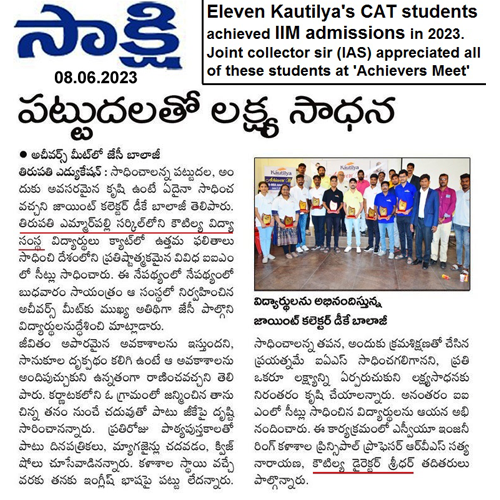 సాక్షి
08.06.2023
Eleven Kautilya's CAT students
achieved IIM admissions in 2023.
Joint collector sir (IAS) appreciated all
of these students at 'Achievers Meet'
పట్టుదలతో లక్ష్య సాధన
● అచీవర్స్ మీట్‌లో జేసీ బాలాజీ
తిరుపతి ఎడ్యుకేషన్ : సాధించాలన్న పట్టుదల, అం
దుకు అవసరమైన కృషి ఉంటే ఏదైనా సాధించ
వచ్చని జాయింట్ కలెక్టర్ డీకే బాలాజీ తెలిపారు.
తిరుపతి ఎమ్మార్‌పల్లి సర్కిల్‌లోని కౌటిల్య విద్యా
సంస్థ విద్యార్థులు క్యాట్‌లో ఉత్తమ ఫలితాలు
సాధించి దేశంలోని ప్రతిష్టాత్మకమైన వివిధ ఐఐఎం
లో సీట్లు సాధించారు. ఈ నేపథ్యంలో నేపథ్యంలో
బుధవారం సాయంత్రం ఆ సంస్థలో నిర్వహించిన
అచీవర్స్ మీట్‌కు ముఖ్య అతిథిగా జేసీ పాల్గొని
విద్యార్థులనుద్దేశించి మాట్లాడారు.
జీవితం అపారమైన అవకాశాలను ఇస్తుందని,
సానుకూల దృక్పథం కలిగి ఉంటే ఆ అవకాశాలను
అందిపుచ్చుకుని ఉన్నతంగా రాణించవచ్చని తెలి
పారు. కర్ణాటకలోని ఓ గ్రామంలో జన్మించిన తాను
చిన్న తనం నుంచే చదువుతో పాటు జీకేపై దృష్టి
సారించానన్నారు. ప్రతిరోజు పాఠ్యపుస్తకాలతో
పాటు దినపత్రికలు, మ్యాగజైన్లు చదవడం, క్విజ్
షోలు చూసేవాడినన్నారు. కళాశాల స్థాయి వచ్చే
వరకు తనకు ఇంగ్లీష్ భాషపై పట్టు లేదన్నారు.
Kautilya
విద్యార్థులను అభినందిస్తున్న
జాయింట్ కలెక్టర్ డీకే బాలాజీ
సాధించాలన్న తపన, అందుకు క్రమశిక్షణతో చేసిన
ప్రయత్నమే ఐఏఎస్ సాధించగలిగానని, ప్రతి
ఒకరూ లక్ష్యాన్ని ఏర్పరుచుకుని లక్ష్యసాధనకు
నిరంతరం కృషి చేయాలన్నారు. అనంతరం ఐఐ
ఎంలో సీట్లు సాధించిన విద్యార్థులను ఆయన అభి
నందించారు. ఈ కార్యక్రమంలో ఎస్వీయూ ఇంజనీ
రింగ్ కళాశాల ప్రిన్సిపాల్ ప్రొఫెసర్ ఆర్‌వీఎస్ సత్య
నారాయణ, కౌటిల్య డైరెక్టర్ శ్రీధర్ తదితరులు
పాల్గొన్నారు.